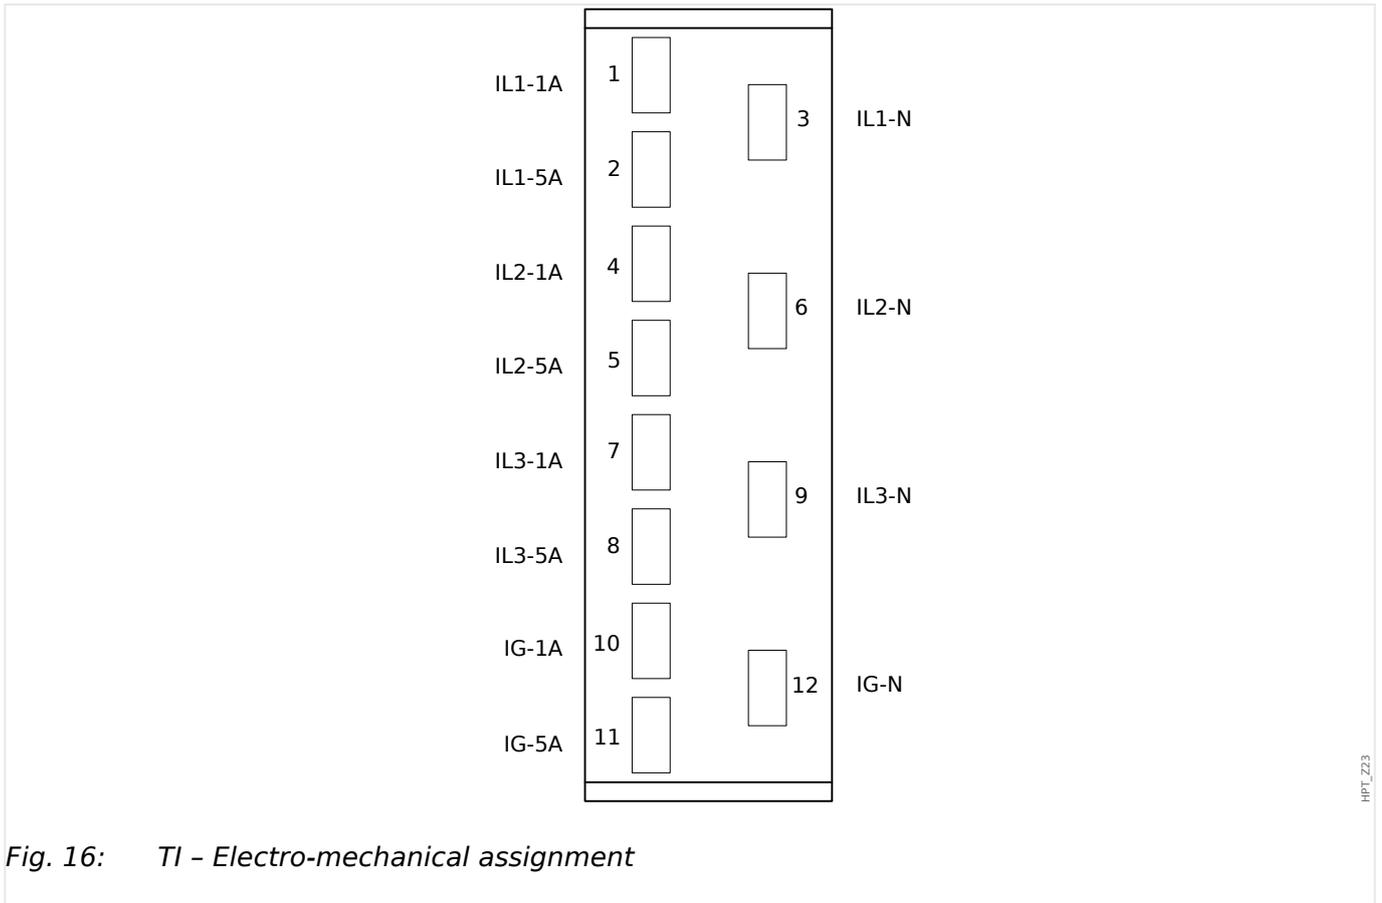 IL1-1A 1
3 IL1-N
IL1-5A 2
IL2-1A 4
6 IL2-N
IL2-5A 5
IL3-1A 7
9 IL3-N
IL3-5A 8
IG-1A 10
12 IG-N
IG-5A 11
HPT_Z23
Fig. 16: TI – Electro-mechanical assignment